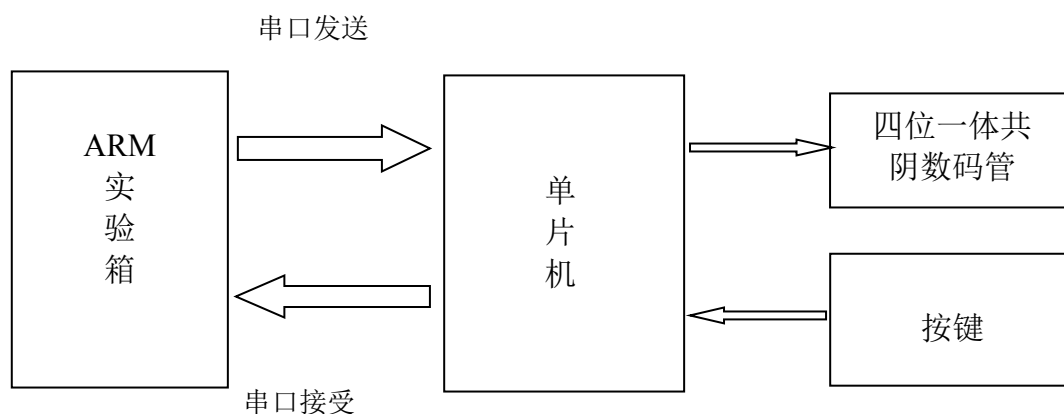 串口发送
ARM
实
验
箱
单
片
机
四位一体共
阴数码管
按键
串口接受